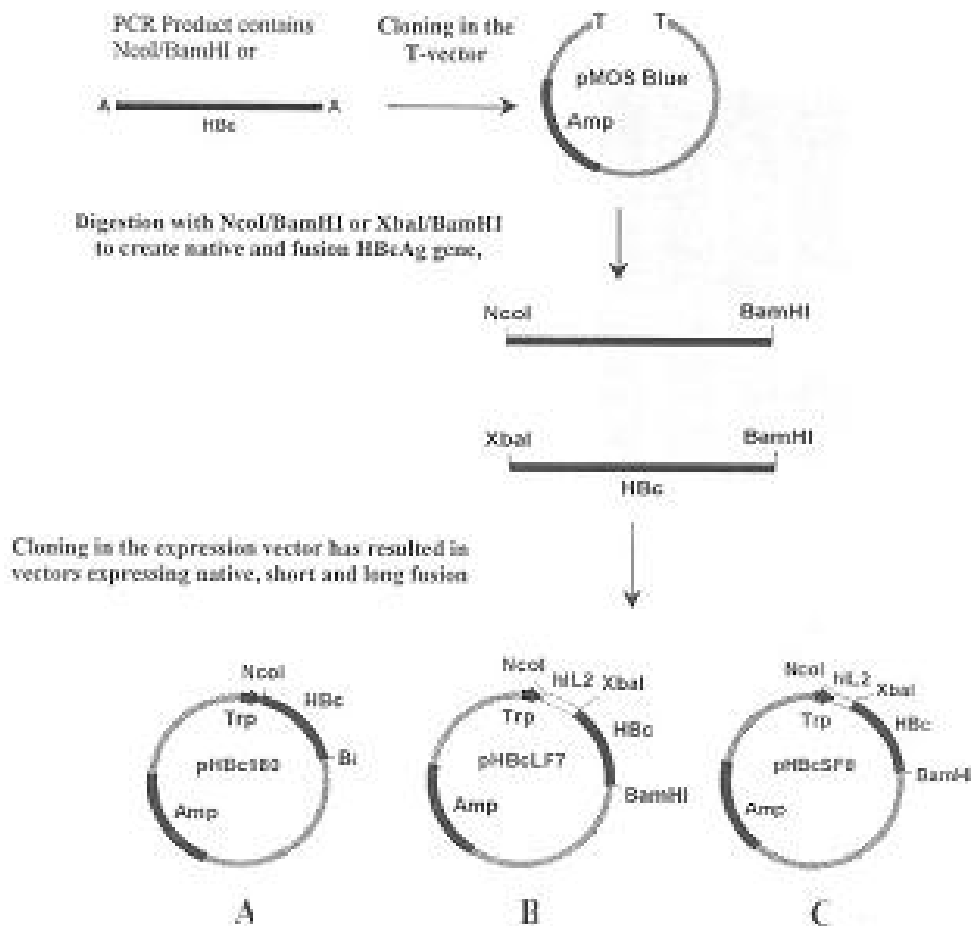 PCR Product contains
NcoI/BamHI or
Cloning in the
T-vector
T T
pMOS Blue
A A
HBc
Amp
Digestion with NcoI/BamHI or XbaI/BamHI
to create native and fusion HBcAg gene,
NcoI BamHI
XbaI BamHI
HBc
Cloning in the expression vector has resulted in
vectors expressing native, short and long fusion
NcoI HBc
Trp
Amp
NcoI hIL2 XbaI
Trp
HBc
pHBcLF7
BamHI
Amp
NcoI hIL2 XbaI
Trp
HBc
BamHI
Amp
A B C